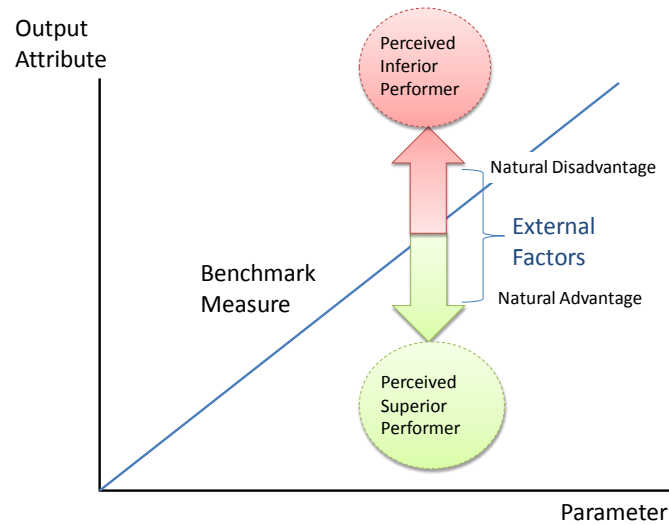 Output
Attribute
Perceived
Inferior
Performer
Natural Disadvantage
External
Factors
Benchmark
Measure
Natural Advantage
Perceived
Superior
Performer
Parameter